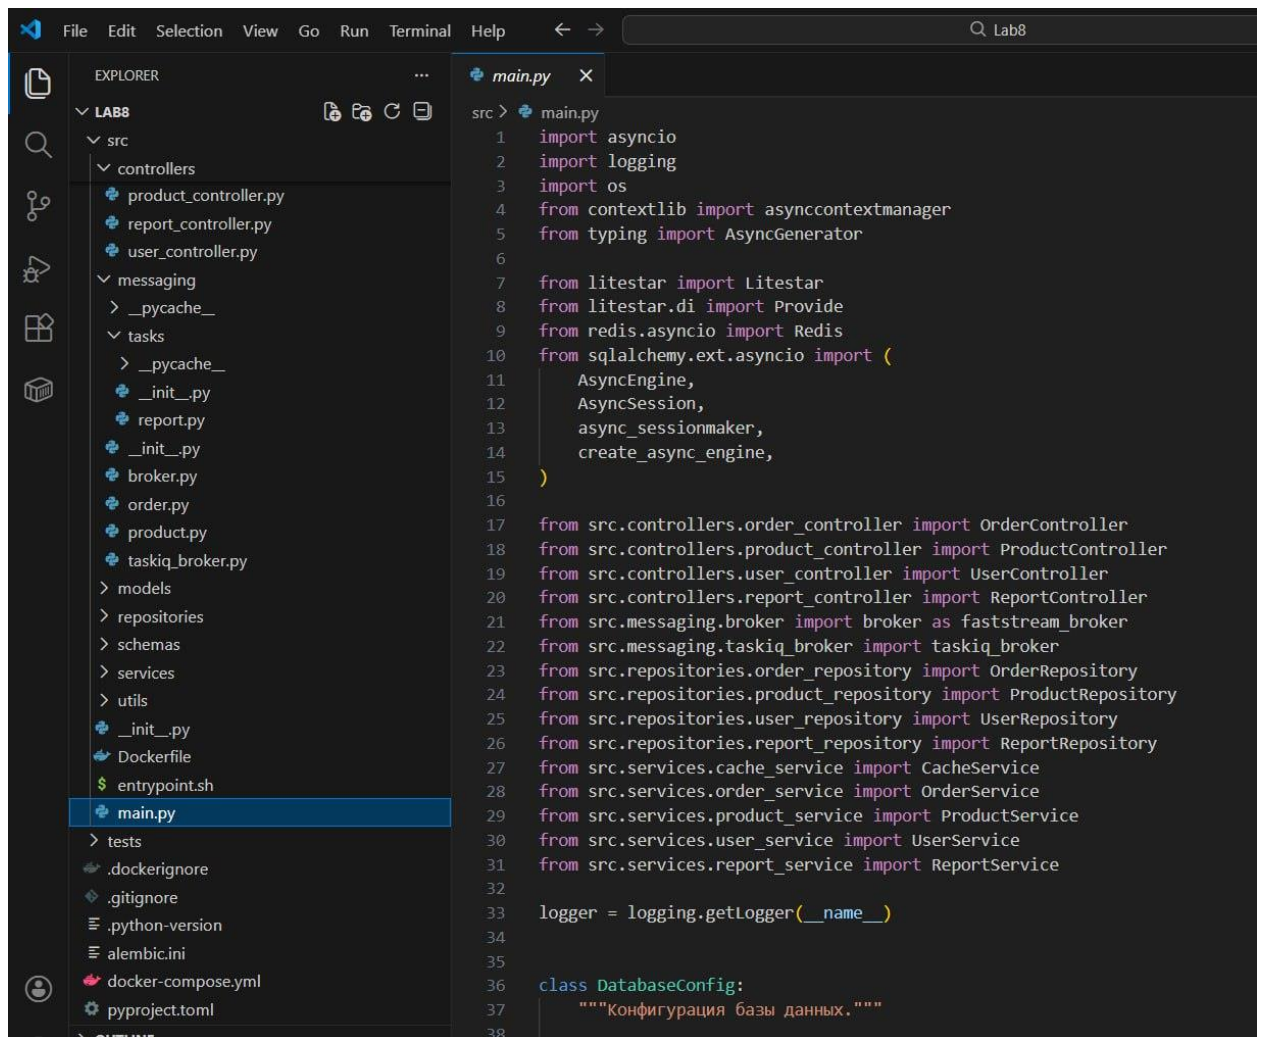 File Edit Selection View Go Run Terminal Help
Lab8
EXPLORER
LAB8
src
controllers
product_controller.py
report_controller.py
user_controller.py
messaging
__pycache__
tasks
__pycache__
__init__.py
report.py
__init__.py
broker.py
order.py
product.py
taskiq_broker.py
models
repositories
schemas
services
utils
__init__.py
Dockerfile
$ entrypoint.sh
main.py
tests
.dockerignore
.gitignore
.python-version
alembic.ini
docker-compose.yml
pyproject.toml
OUTLINE
main.py
src > main.py
1 import asyncio
2 import logging
3 import os
4 from contextlib import asynccontextmanager
5 from typing import AsyncGenerator
6
7 from litestar import Litestar
8 from litestar.di import Provide
9 from redis.asyncio import Redis
10 from sqlalchemy.ext.asyncio import (
11 AsyncEngine,
12 AsyncSession,
13 async_sessionmaker,
14 create_async_engine,
15 )
16
17 from src.controllers.order_controller import OrderController
18 from src.controllers.product_controller import ProductController
19 from src.controllers.user_controller import UserController
20 from src.controllers.report_controller import ReportController
21 from src.messaging.broker import broker as faststream_broker
22 from src.messaging.taskiq_broker import taskiq_broker
23 from src.repositories.order_repository import OrderRepository
24 from src.repositories.product_repository import ProductRepository
25 from src.repositories.user_repository import UserRepository
26 from src.repositories.report_repository import ReportRepository
27 from src.services.cache_service import CacheService
28 from src.services.order_service import OrderService
29 from src.services.product_service import ProductService
30 from src.services.user_service import UserService
31 from src.services.report_service import ReportService
32
33 logger = logging.getLogger(__name__)
34
35
36 class DatabaseConfig:
37 """Конфигурация базы данных."""
38